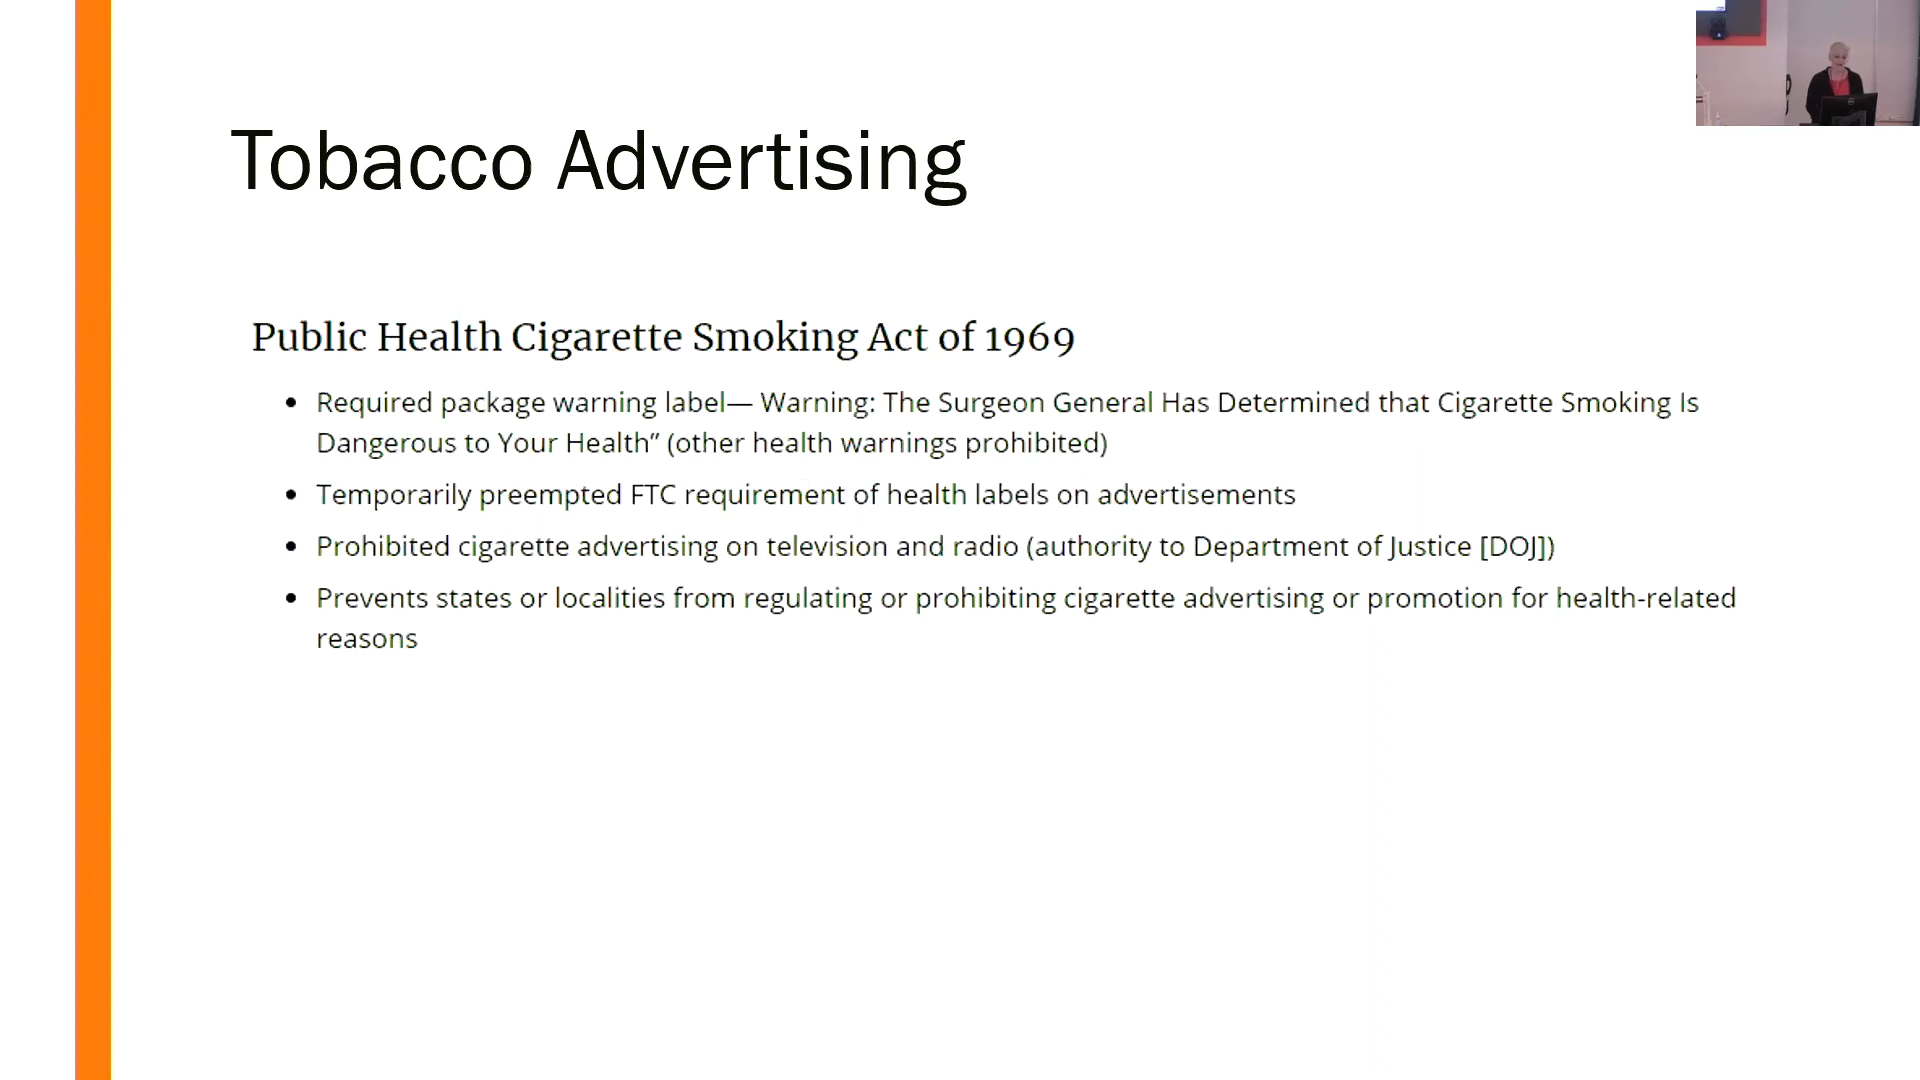 Tobacco Advertising
Public Health Cigarette Smoking Act of 1969
• Required package warning label— Warning: The Surgeon General Has Determined that Cigarette Smoking Is
Dangerous to Your Health” (other health warnings prohibited)
• Temporarily preempted FTC requirement of health labels on advertisements
• Prohibited cigarette advertising on television and radio (authority to Department of Justice [DOJ])
• Prevents states or localities from regulating or prohibiting cigarette advertising or promotion for health-related
reasons